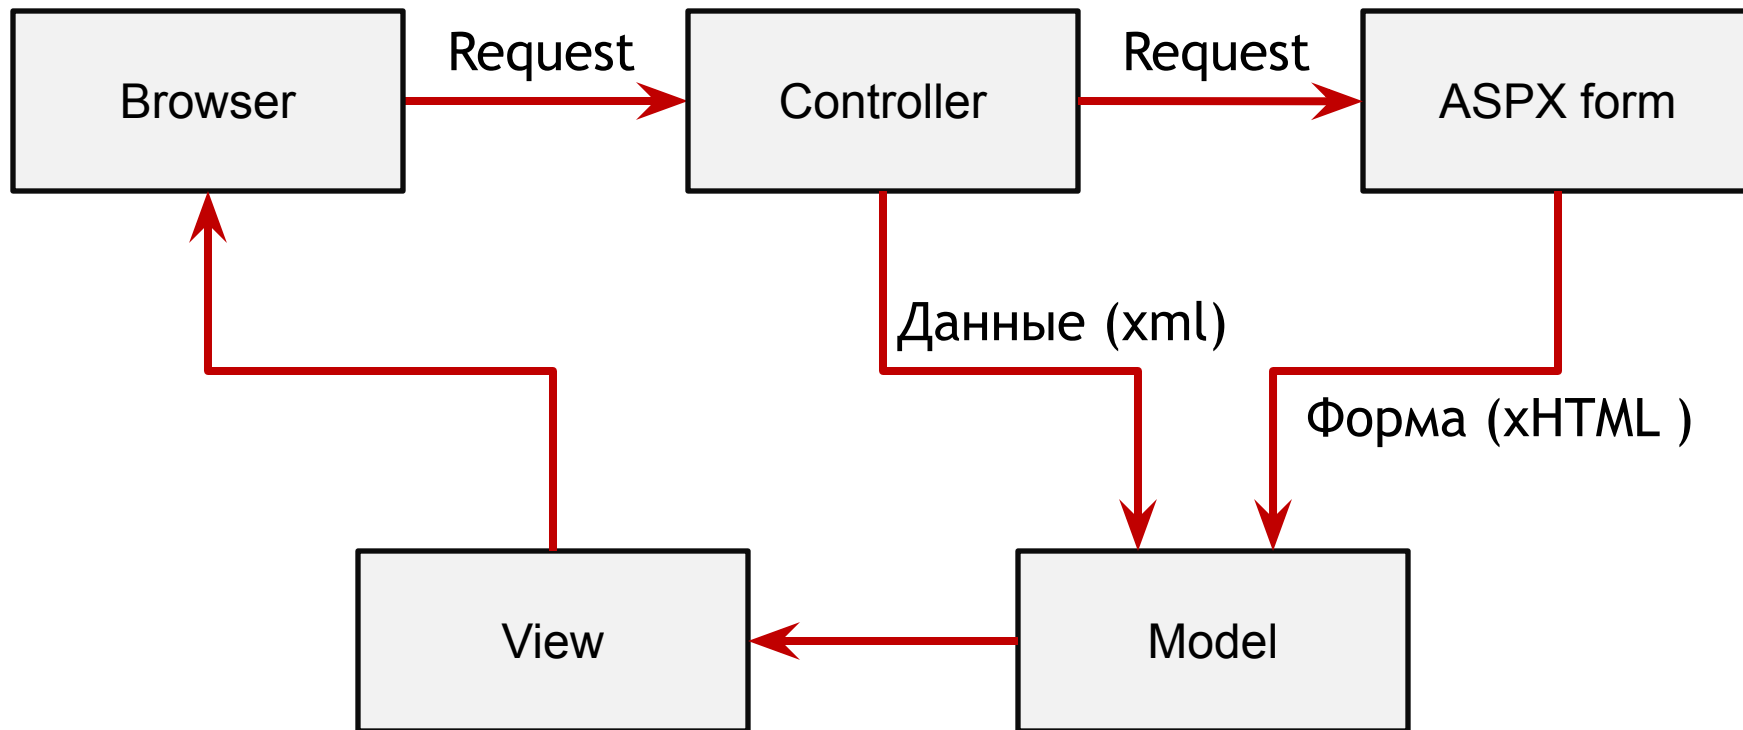 Request
Request
Browser
Controller
ASPX form
Данные (xml)
Форма (xHTML )
View
Model